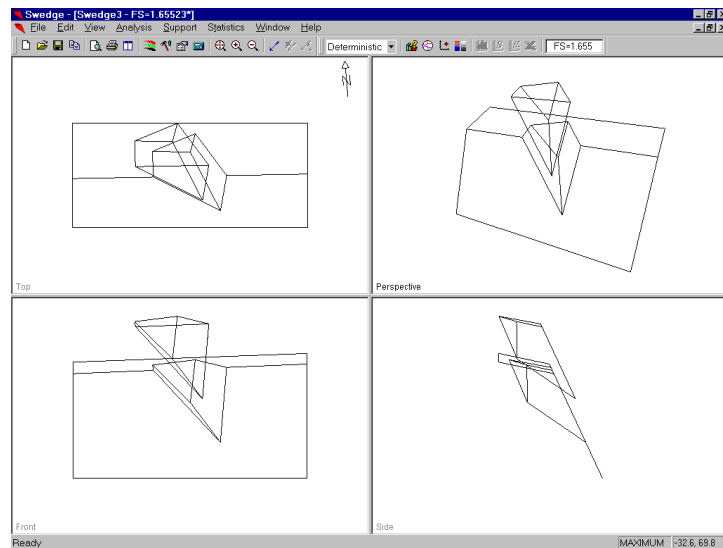 Swedge - [Swedge3 - FS=1.65523*]
File Edit View Analysis Support Statistics Window Help
Deterministic FS=1.655
N
Top
Perspective
Front
Side
Ready MAXIMUM -32.6, 69.8